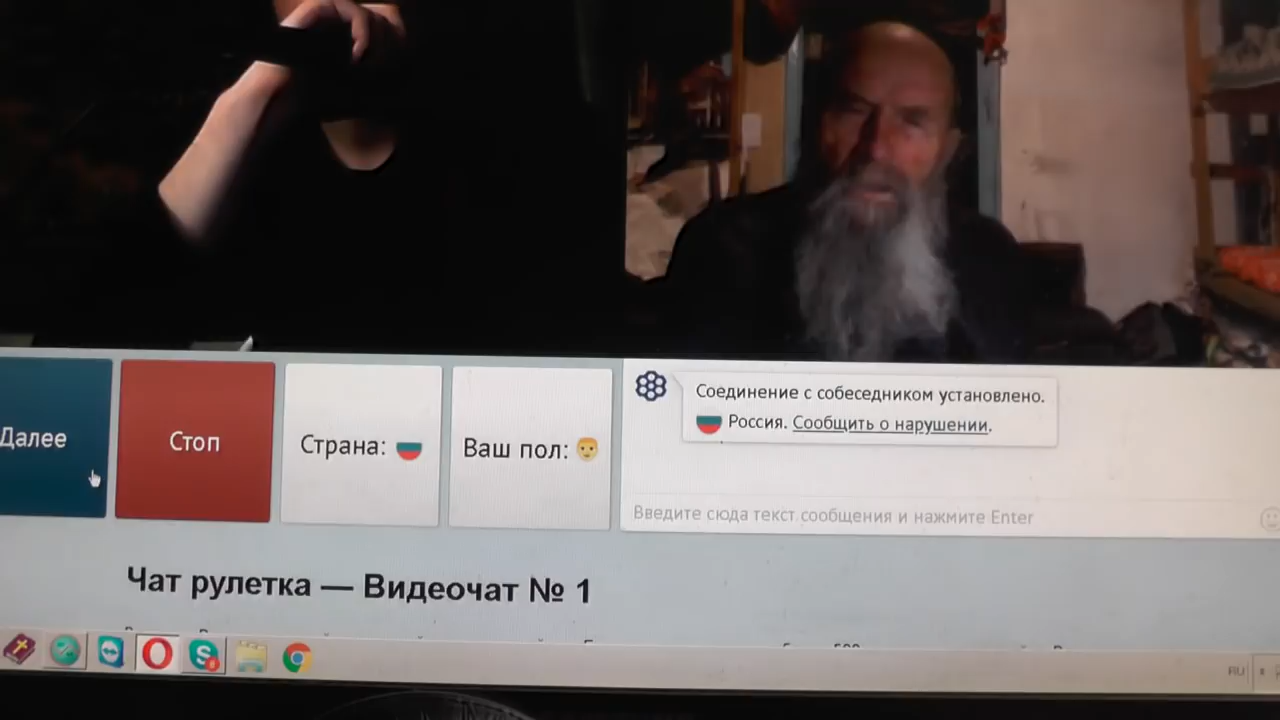 Далее
Стоп
Страна:
Ваш пол:
Соединение с собеседником установлено.
Россия. Сообщить о нарушении.
Введите сюда текст сообщения и нажмите Enter
Чат рулетка — Видеочат № 1
RU